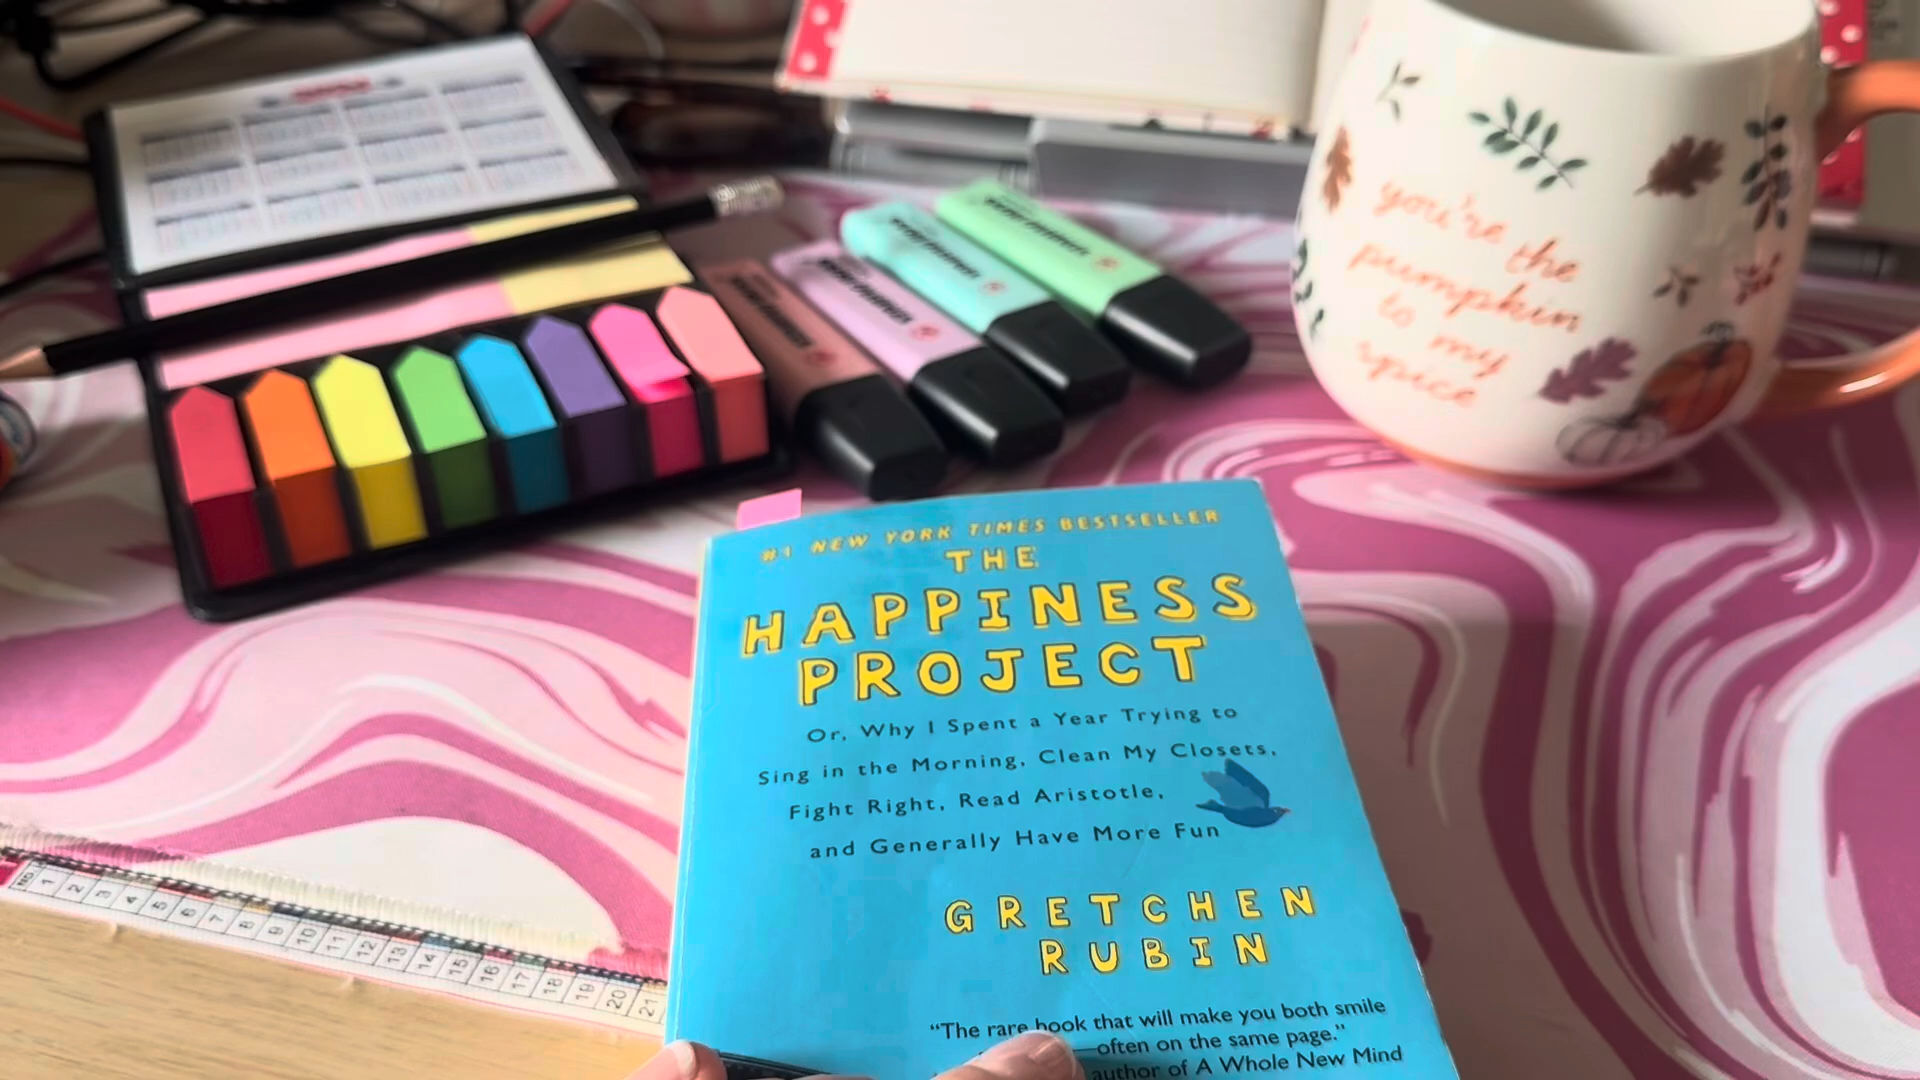 you're the
pumpkin
to my
spice
#1 NEW YORK TIMES BESTSELLER
THE
HAPPINESS
PROJECT
Or, Why I Spent a Year Trying to
Sing in the Morning, Clean My Closets,
Fight Right, Read Aristotle,
and Generally Have More Fun
GRETCHEN
RUBIN
"The rare book that will make you both smile
—often on the same page."
author of A Whole New Mind
1 2 3 4 5 6 7 8 9 10 11 12 13 14 15 16 17 18 19 20 21